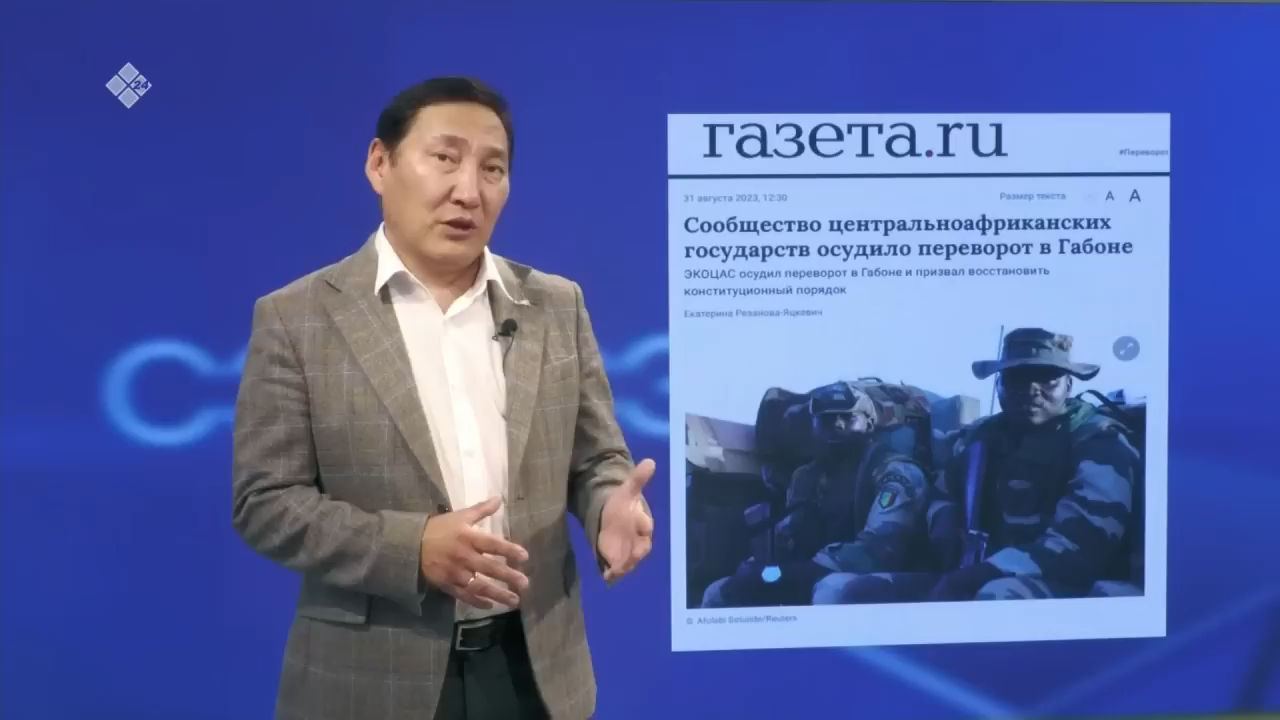 24
газета.ru
#Переворот
31 августа 2023, 12:30
Размер текста
А А
Сообщество центральноафриканских
государств осудило переворот в Габоне
ЭКОЦАС осудил переворот в Габоне и призвал восстановить
конституционный порядок
Екатерина Резанова-Яцкевич
© Afolabi Sotunde/Reuters